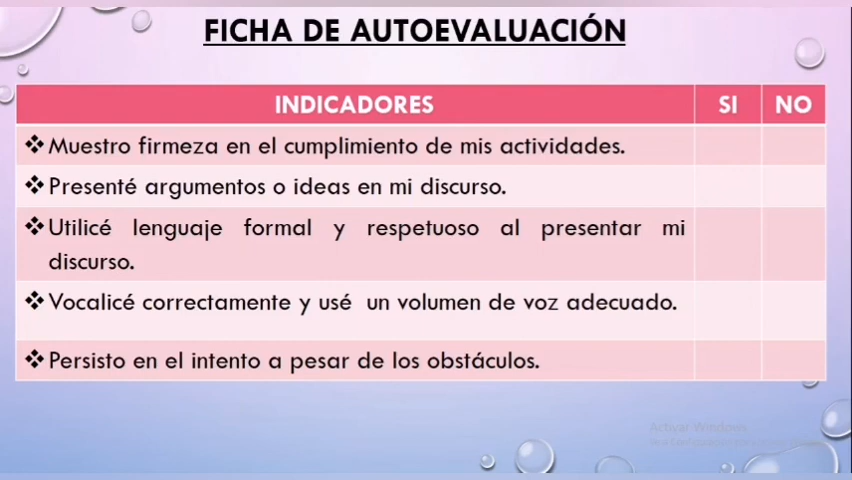 FICHA DE AUTOEVALUACIÓN
INDICADORES SI NO
❖Muestro firmeza en el cumplimiento de mis actividades.
❖Presenté argumentos o ideas en mi discurso.
❖Utilicé lenguaje formal y respetuoso al presentar mi
discurso.
❖Vocalicé correctamente y usé un volumen de voz adecuado.
❖Persisto en el intento a pesar de los obstáculos.
Activar Windows